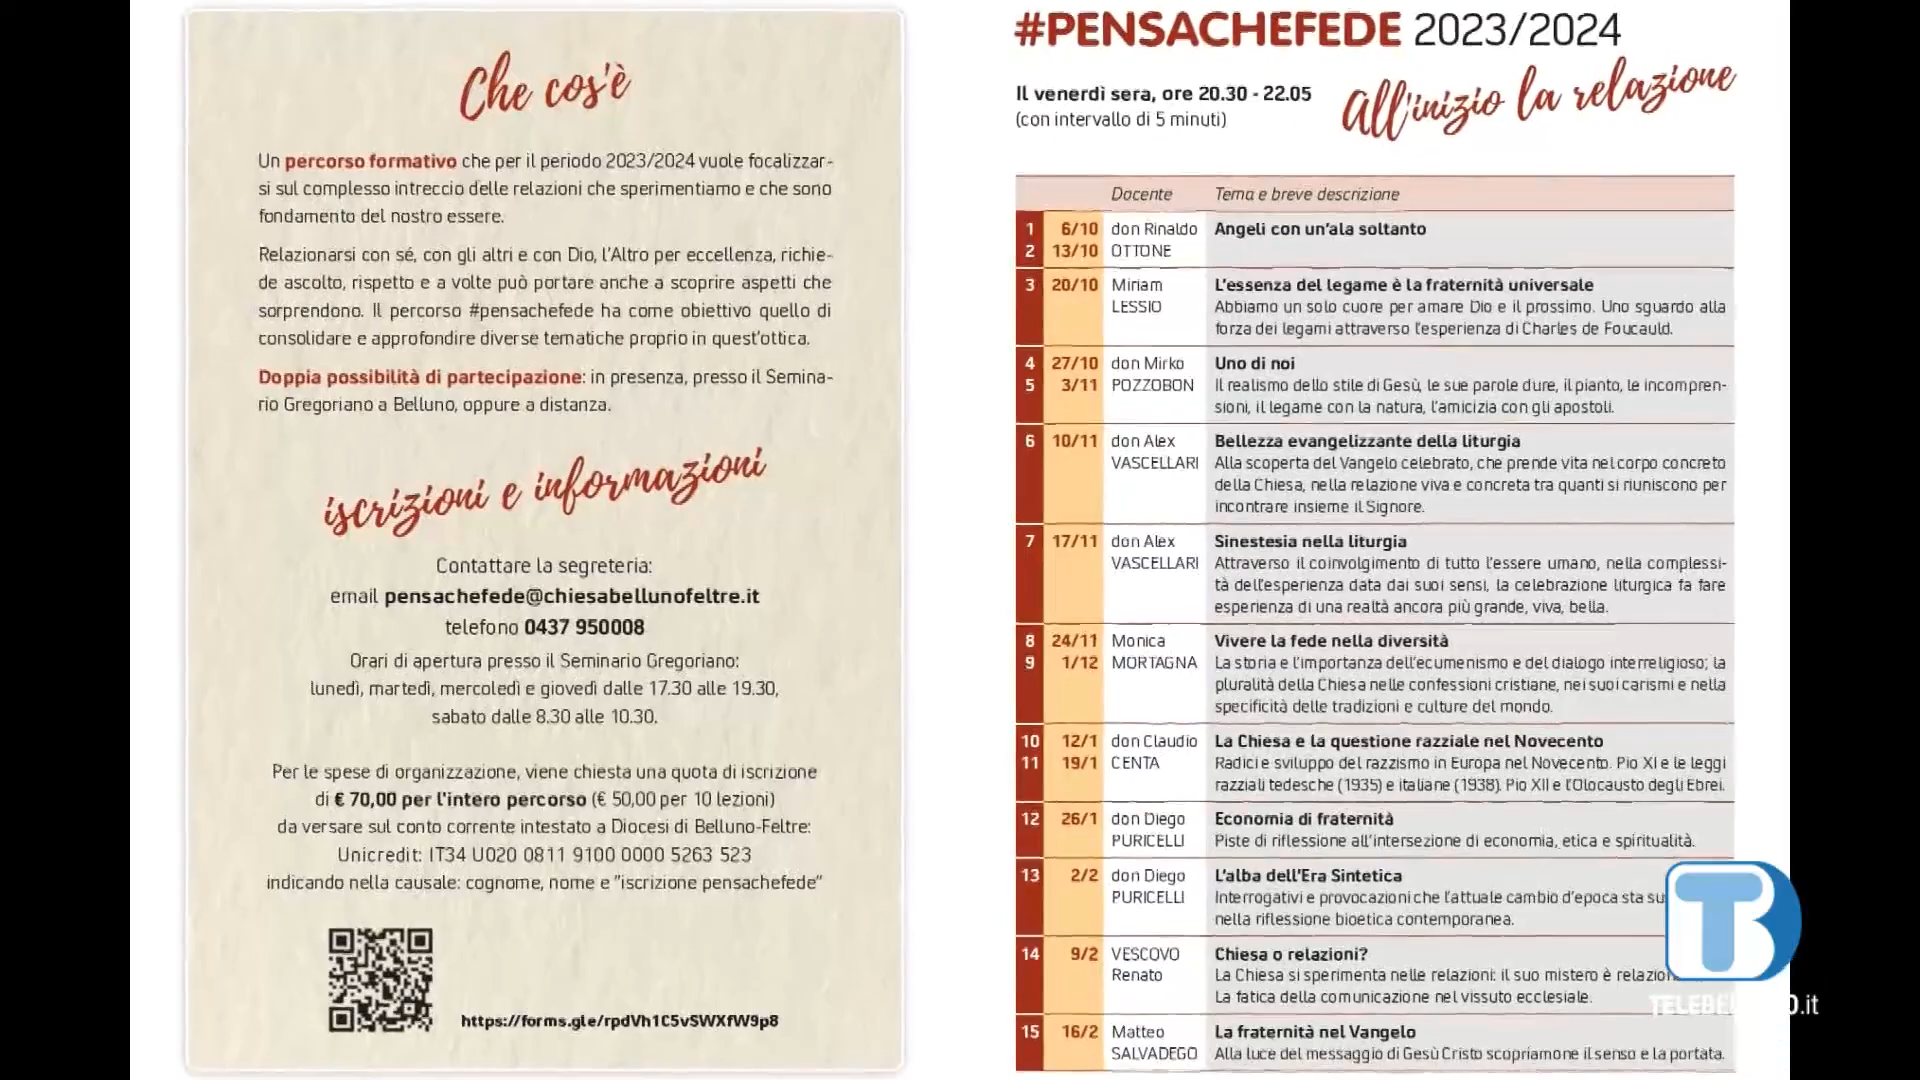 Che cos'è
Un percorso formativo che per il periodo 2023/2024 vuole focalizzar-
si sul complesso intreccio delle relazioni che sperimentiamo e che sono
fondamento del nostro essere.
Relazionarsi con sé, con gli altri e con Dio, l'Altro per eccellenza, richie-
de ascolto, rispetto e a volte può portare anche a scoprire aspetti che
sorprendono. Il percorso #pensachefede ha come obiettivo quello di
consolidare e approfondire diverse tematiche proprio in quest'ottica.
Doppia possibilità di partecipazione: in presenza, presso il Semina-
rio Gregoriano a Belluno, oppure a distanza.
iscrizioni e informazioni
Contattare la segreteria:
email pensachefede@chiesabellunofeltre.it
telefono 0437 950008
Orari di apertura presso il Seminario Gregoriano:
lunedì, martedì, mercoledì e giovedì dalle 17.30 alle 19.30,
sabato dalle 8.30 alle 10.30.
Per le spese di organizzazione, viene chiesta una quota di iscrizione
di € 70,00 per l'intero percorso (€ 50,00 per 10 lezioni)
da versare sul conto corrente intestato a Diocesi di Belluno-Feltre:
Unicredit: IT34 U020 0811 9100 0000 5263 523
indicando nella causale: cognome, nome e "iscrizione pensachefede"
https://forms.gle/rpdVh1C5vSWXfW9p8
#PENSACHEFEDE 2023/2024
Il venerdì sera, ore 20.30 - 22.05
(con intervallo di 5 minuti)
All'inizio la relazione
Docente Tema e breve descrizione
1 6/10 don Rinaldo Angeli con un'ala soltanto
2 13/10 OTTONE
3 20/10 Miriam L'essenza del legame è la fraternità universale
LESSIO Abbiamo un solo cuore per amare Dio e il prossimo. Uno sguardo alla
forza dei legami attraverso l'esperienza di Charles de Foucauld.
4 27/10 don Mirko Uno di noi
5 3/11 POZZOBON Il realismo dello stile di Gesù, le sue parole dure, il pianto, le incompren-
sioni, il legame con la natura, l'amicizia con gli apostoli.
6 10/11 don Alex Bellezza evangelizzante della liturgia
VASCELLARI Alla scoperta del Vangelo celebrato, che prende vita nel corpo concreto
della Chiesa, nella relazione viva e concreta tra quanti si riuniscono per
incontrare insieme il Signore.
7 17/11 don Alex Sinestesia nella liturgia
VASCELLARI Attraverso il coinvolgimento di tutto l'essere umano, nella complessi-
tà dell'esperienza data dai suoi sensi, la celebrazione liturgica fa fare
esperienza di una realtà ancora più grande, viva, bella.
8 24/11 Monica Vivere la fede nella diversità
9 1/12 MORTAGNA La storia e l'importanza dell'ecumenismo e del dialogo interreligioso; la
pluralità della Chiesa nelle confessioni cristiane, nei suoi carismi e nella
specificità delle tradizioni e culture del mondo.
10 12/1 don Claudio La Chiesa e la questione razziale nel Novecento
11 19/1 CENTA Radici e sviluppo del razzismo in Europa nel Novecento. Pio XI e le leggi
razziali tedesche (1935) e italiane (1938). Pio XII e l'Olocausto degli Ebrei.
12 26/1 don Diego Economia di fraternità
PURICELLI Piste di riflessione all'intersezione di economia, etica e spiritualità.
13 2/2 don Diego L'alba dell'Era Sintetica
PURICELLI Interrogativi e provocazioni che l'attuale cambio d'epoca sta
nella riflessione bioetica contemporanea.
14 9/2 VESCOVO Chiesa o relazioni?
Renato La Chiesa si sperimenta nelle relazioni: il suo mistero è
La fatica della comunicazione nel vissuto ecclesiale.
15 16/2 Matteo La fraternità nel Vangelo
SALVADEGO Alla luce del messaggio di Gesù Cristo scopriamone il senso e la portata.